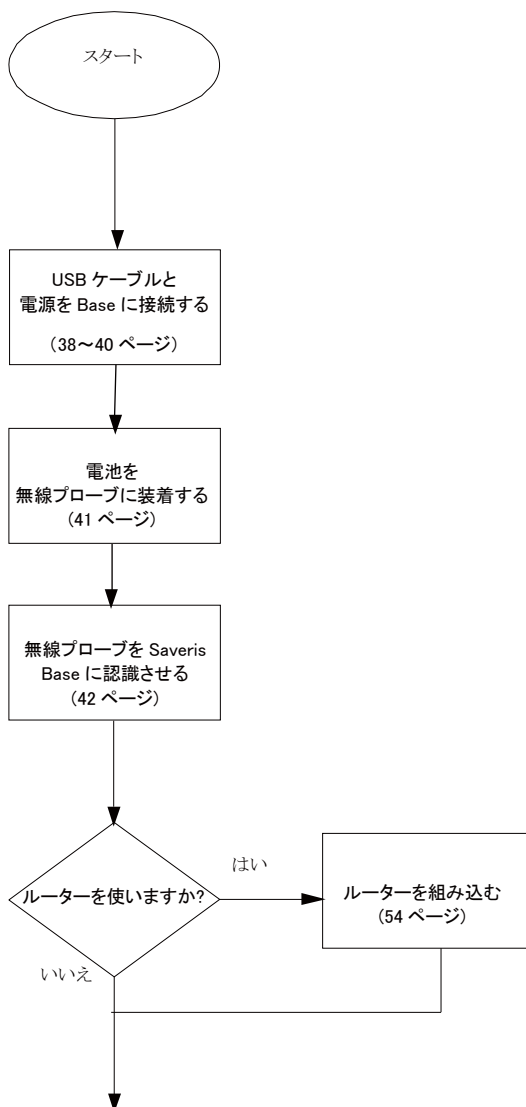 スタート
USB ケーブルと
電源を Base に接続する
（38～40 ページ）
電池を
無線プローブに装着する
(41 ページ)
無線プローブを Saveris
Base に認識させる
(42 ページ)
ルーターを使いますか?
はい
ルーターを組み込む
(54 ページ)
いいえ